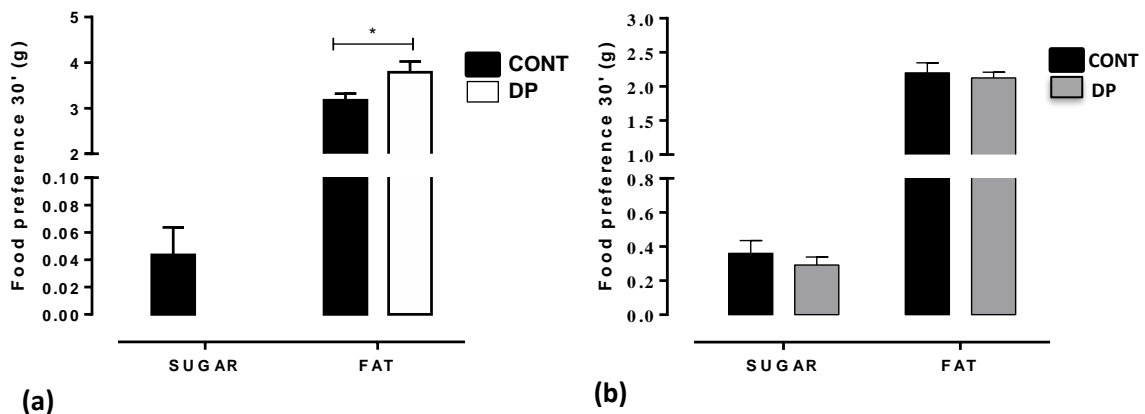 Food preference 30' (g)
5
4
3
2
0.10
0.08
0.06
0.04
0.02
0.00
*
CONT
DP
SUGAR
FAT
(a)
Food preference 30' (g)
3.0
2.5
2.0
1.5
1.0
0.8
0.6
0.4
0.2
0.0
CONT
DP
SUGAR
FAT
(b)